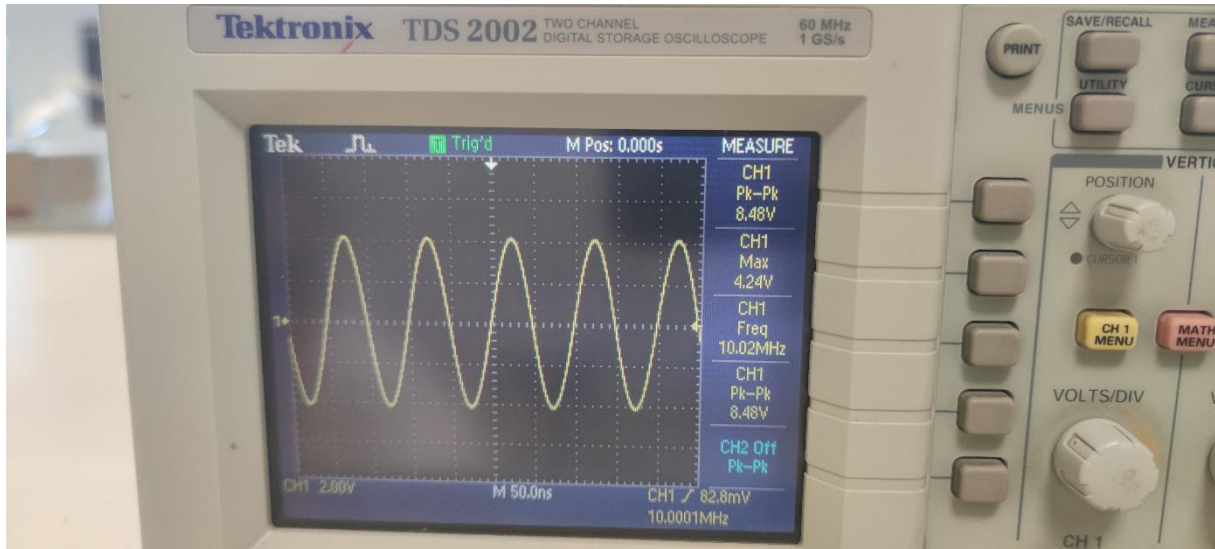 Tektronix TDS 2002 TWO CHANNEL DIGITAL STORAGE OSCILLOSCOPE 60 MHz 1 GS/s
Tek T Trig'd M Pos: 0.000s MEASURE
CH1
Pk-Pk
8.48V
CH1
Max
4.24V
CH1
Freq
10.02MHz
CH1
Pk-Pk
8.48V
CH2 Off
Pk-Pk
1
CH1 2.00V M 50.0ns CH1 82.8mV
10.0001MHz
PRINT
SAVE/RECALL
UTILITY
MENUS
POSITION
CURSOR 1
CH 1
MENU
MATH
MENU
VOLTS/DIV
CH 1